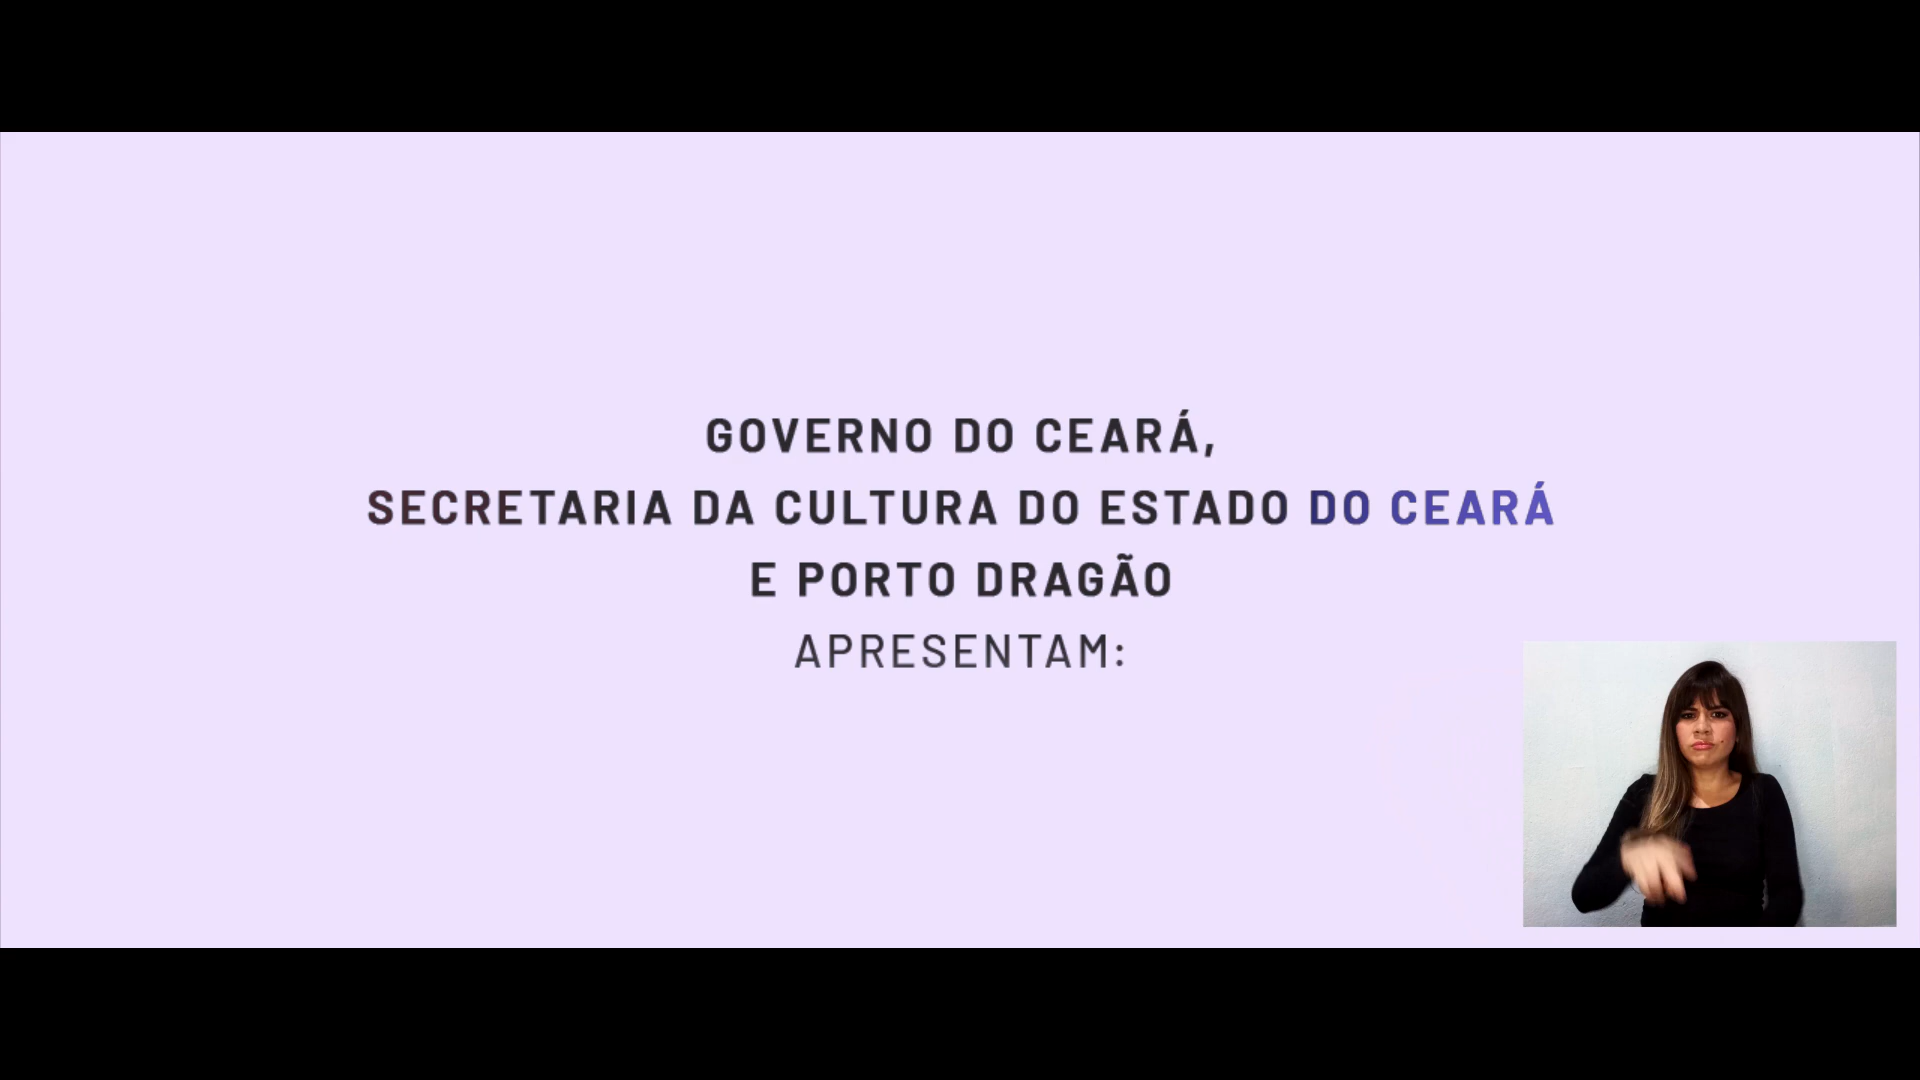 GOVERNO DO CEARÁ,
SECRETARIA DA CULTURA DO ESTADO DO CEARÁ
E PORTO DRAGÃO
APRESENTAM: